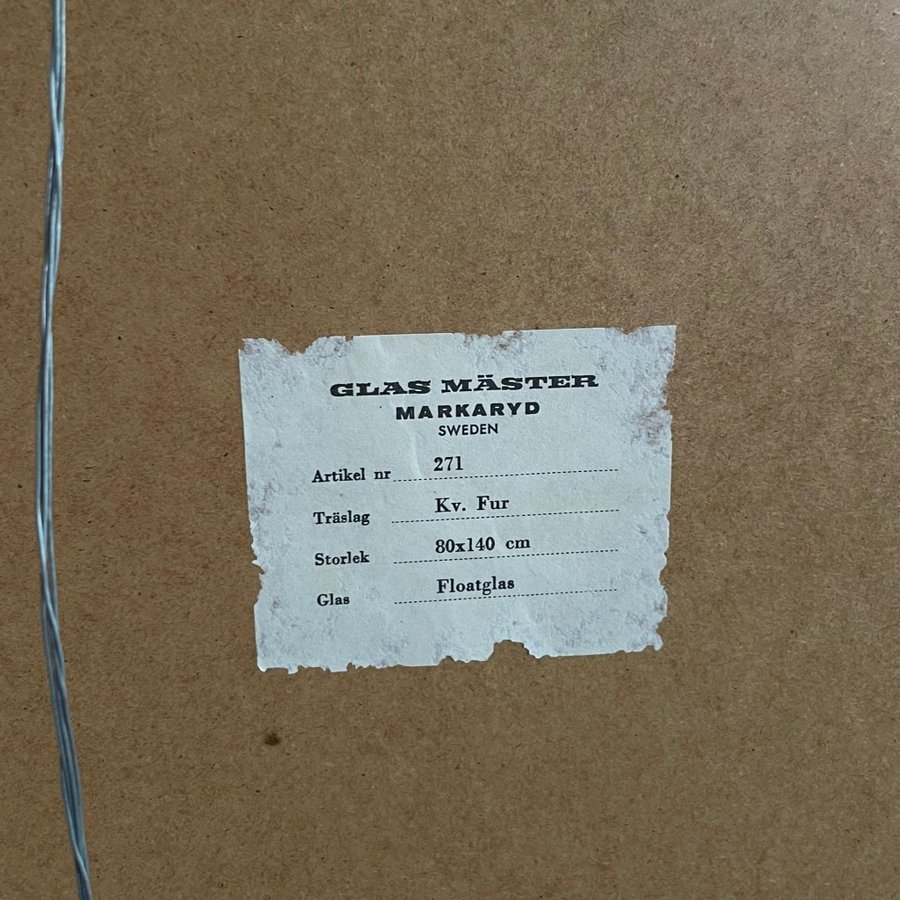 GLAS MÄSTER
MARKARYD
SWEDEN
Artikel nr 271
Träslag Kv. Fur
Storlek 80x140 cm
Glas Floatglas